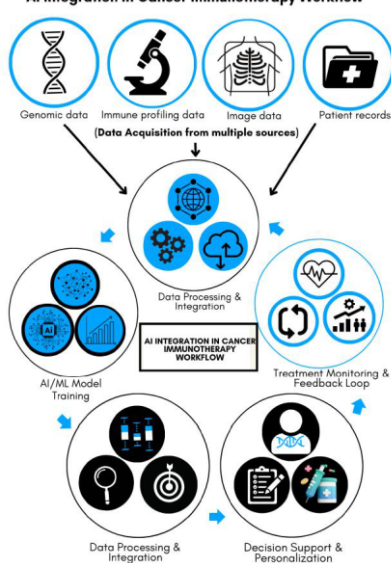 AI Integration in Cancer Immunotherapy Workflow
Genomic data
Immune profiling data
Image data
Patient records
(Data Acquisition from multiple sources)
Data Processing &
Integration
AI/ML Model
Training
AI
AI INTEGRATION IN CANCER
IMMUNOTHERAPY
WORKFLOW
Treatment Monitoring &
Feedback Loop
Data Processing &
Integration
Decision Support &
Personalization